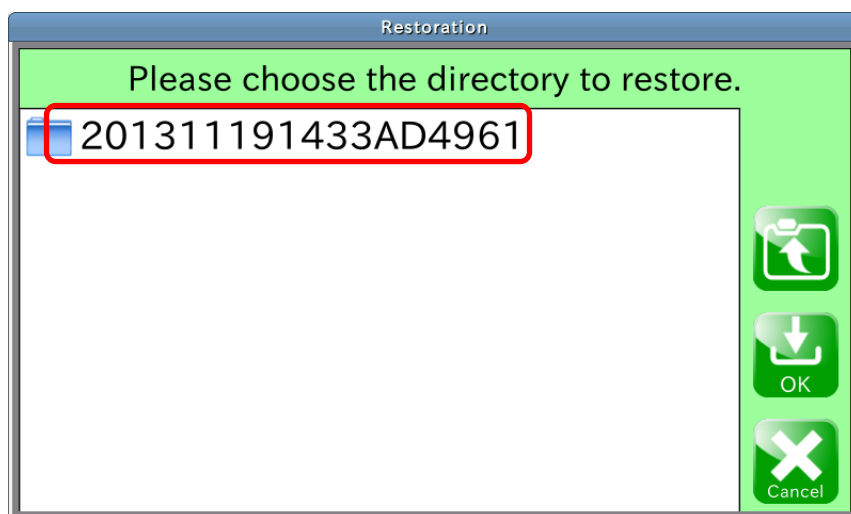 Restoration
Please choose the directory to restore.
201311191433AD4961
OK
Cancel